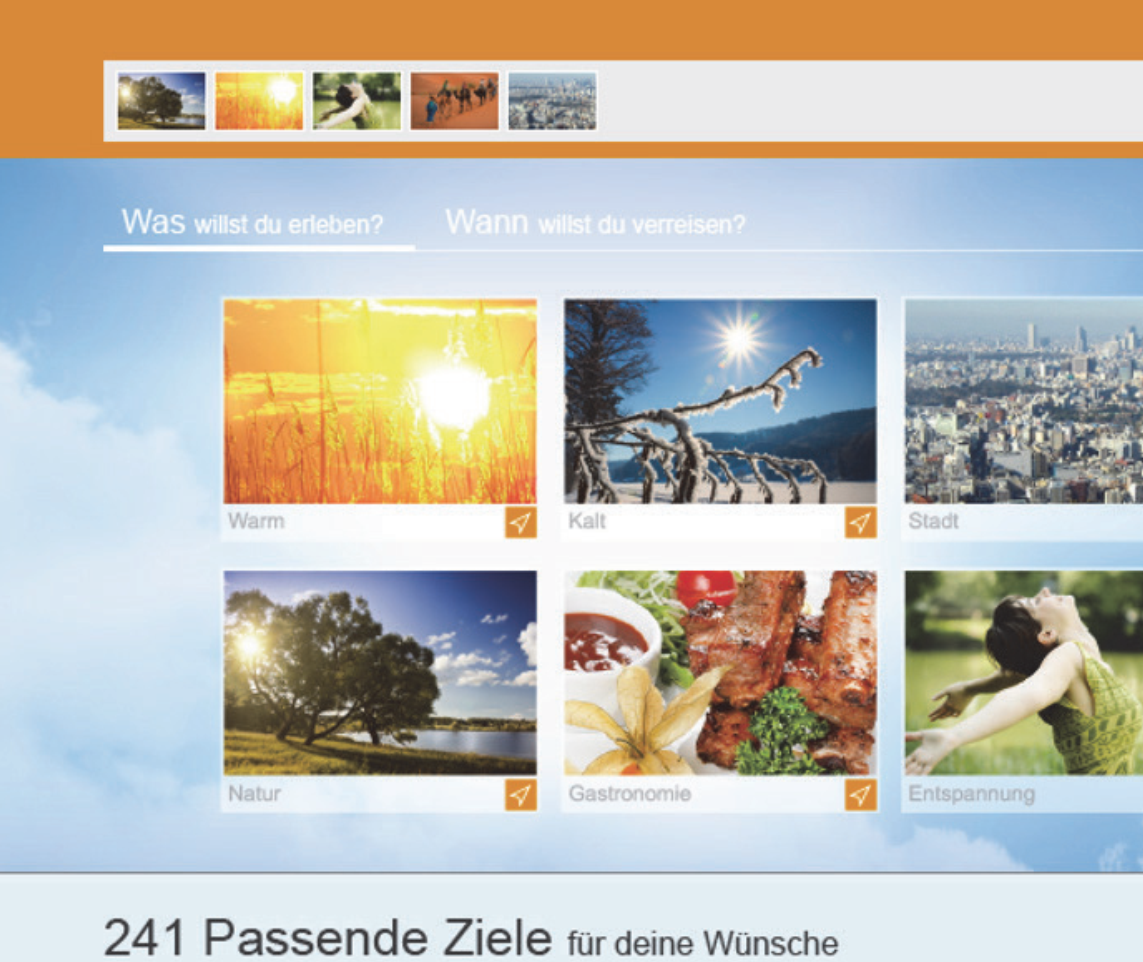 Was willst du erleben? Wann willst du verreisen?
Warm Kalt Stadt
Natur Gastronomie Entspannung
241 Passende Ziele für deine Wünsche